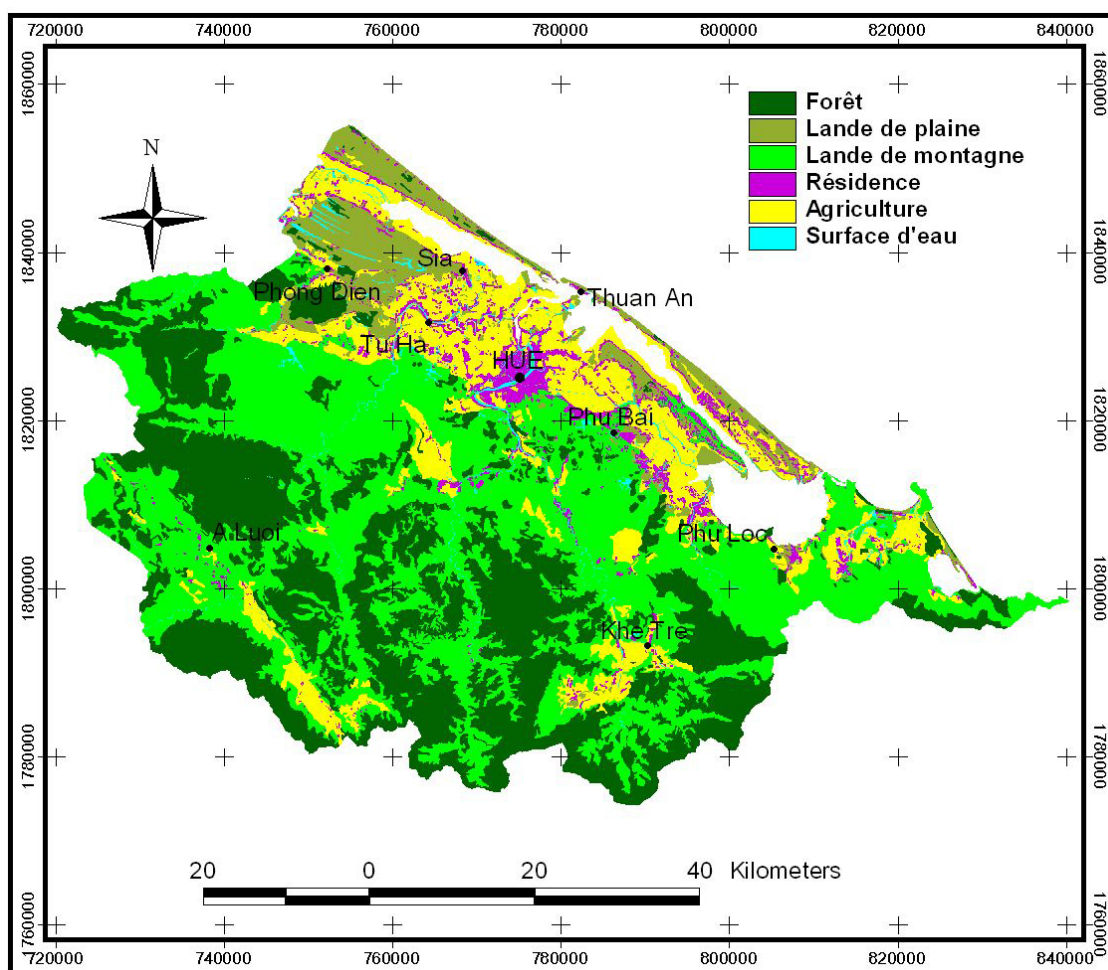 720000 740000 760000 780000 800000 820000 840000
1860000 1860000
Forêt
Lande de plaine
Lande de montagne
Résidence
Agriculture
Surface d'eau
N
1840000 1840000
Sia
Phong Dien
Thuan An
Tu Ha
HUE
1820000 1820000
Phu Bai
A Luoi
Phu Loc
1800000 1800000
Khe Tre
1780000 1780000
20 0 20 40 Kilometers
1760000 1760000
720000 740000 760000 780000 800000 820000 840000